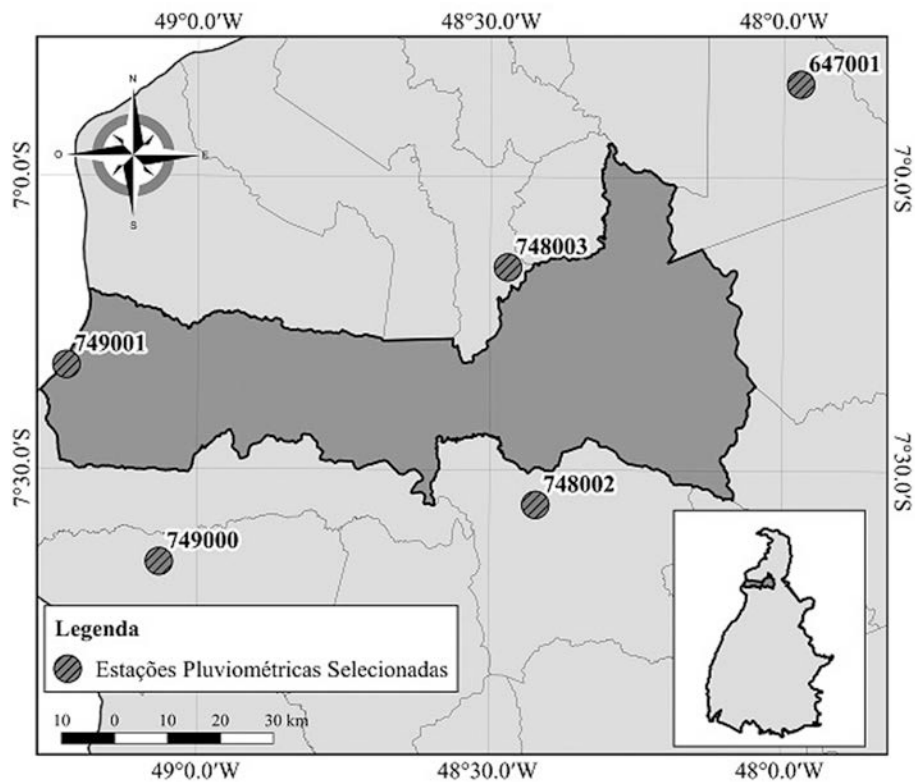 49°0.0'W 48°30.0'W 48°0.0'W
647001
N
O E
S
7°0.0'S 7°0.0'S
748003
749001
7°30.0'S 7°30.0'S
748002
749000
Legenda
Estações Pluviométricas Selecionadas
10 0 10 20 30 km
49°0.0'W 48°30.0'W 48°0.0'W